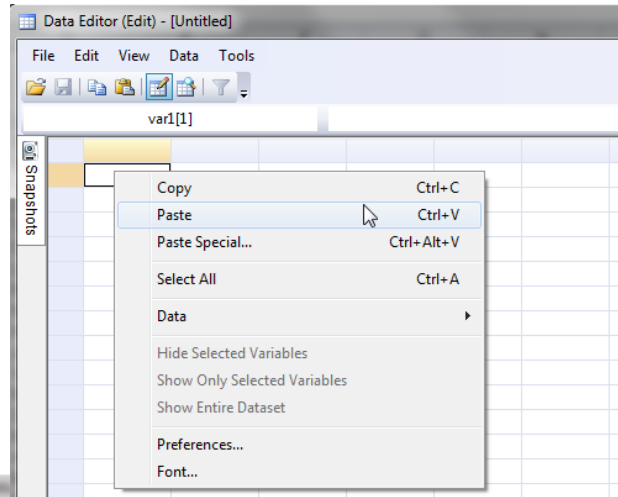 Data Editor (Edit) - [Untitled]
File Edit View Data Tools
var1[1]
Snapshots
Copy Ctrl+C
Paste Ctrl+V
Paste Special... Ctrl+Alt+V
Select All Ctrl+A
Data
Hide Selected Variables
Show Only Selected Variables
Show Entire Dataset
Preferences...
Font...